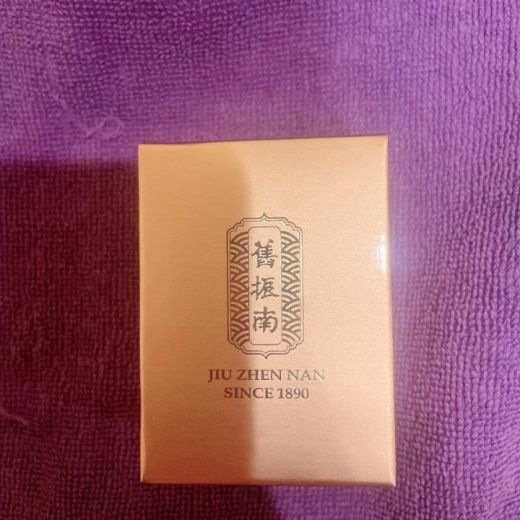 舊振南
JIU ZHEN NAN
SINCE 1890